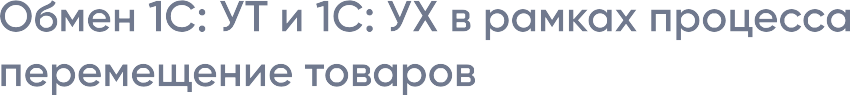 Обмен 1С: УТ и 1С: УХ в рамках процесса
перемещение товаров